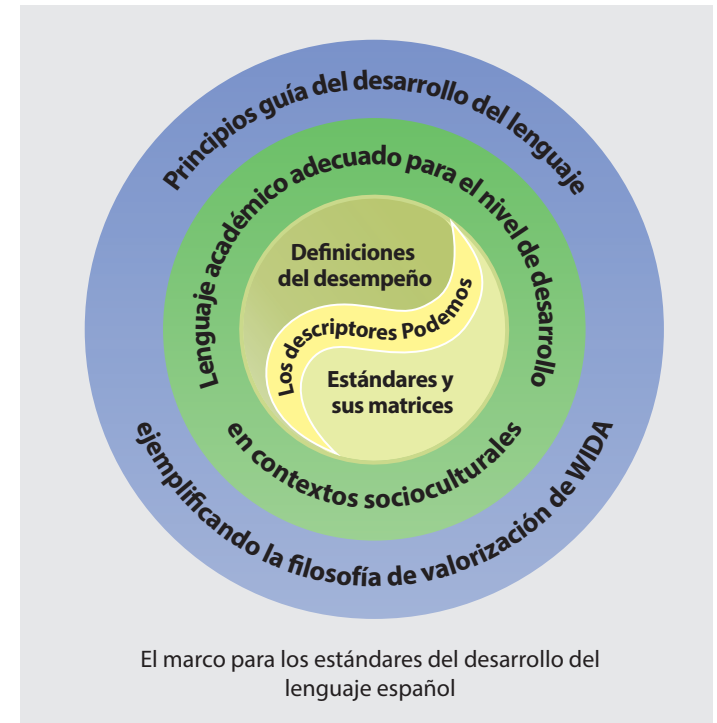 Principios guía del desarrollo del lenguaje
ejemplificando la filosofía de valorización de WIDA
Lenguaje académico adecuado para el nivel de desarrollo
en contextos socioculturales
Definiciones
del desempeño
Los descriptores Podemos
Estándares y
sus matrices
El marco para los estándares del desarrollo del
lenguaje español